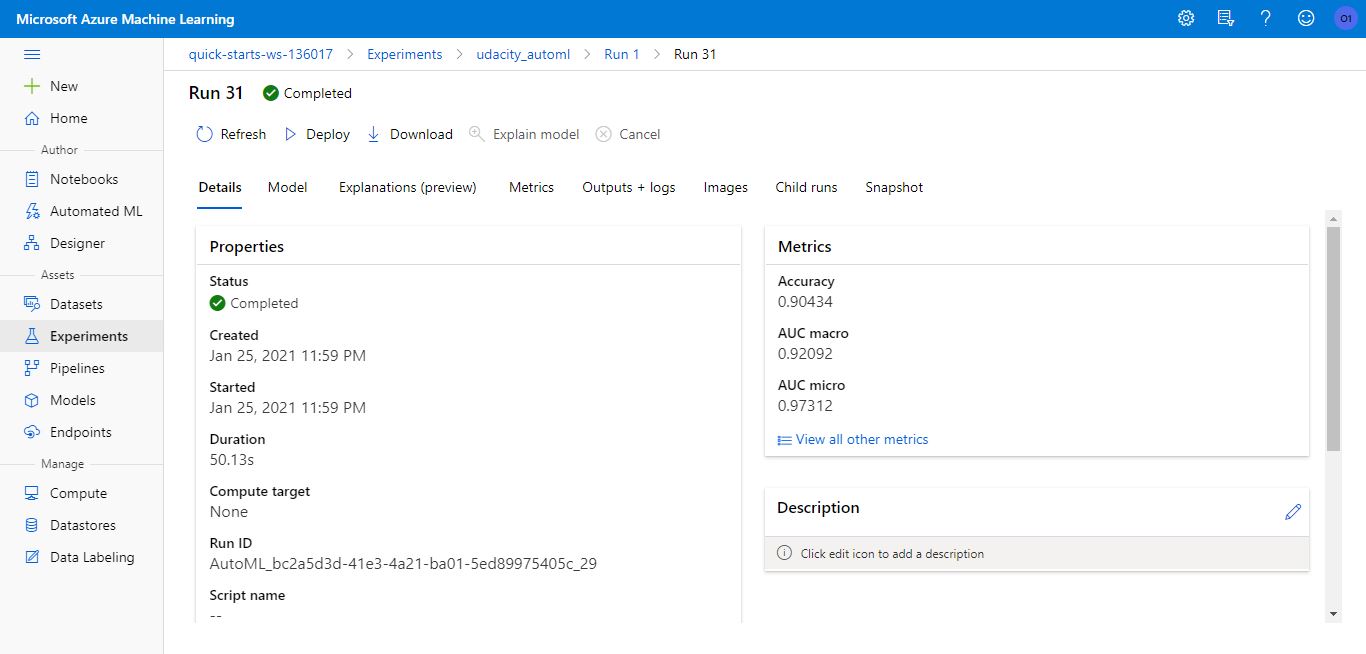 Microsoft Azure Machine Learning
O1
quick-starts-ws-136017 > Experiments > udacity_automl > Run 1 > Run 31
New
Home
Author
Notebooks
Automated ML
Designer
Assets
Datasets
Experiments
Pipelines
Models
Endpoints
Manage
Compute
Datastores
Data Labeling
Run 31 Completed
Refresh Deploy Download Explain model Cancel
Details Model Explanations (preview) Metrics Outputs + logs Images Child runs Snapshot
Properties
Status
Completed
Created
Jan 25, 2021 11:59 PM
Started
Jan 25, 2021 11:59 PM
Duration
50.13s
Compute target
None
Run ID
AutoML_bc2a5d3d-41e3-4a21-ba01-5ed89975405c_29
Script name
--
Metrics
Accuracy
0.90434
AUC macro
0.92092
AUC micro
0.97312
View all other metrics
Description
Click edit icon to add a description